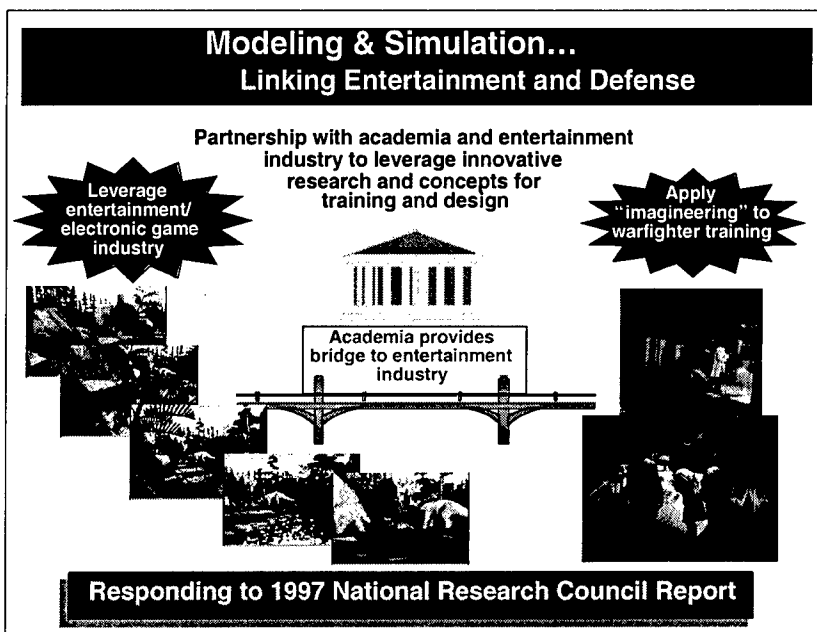 Modeling & Simulation...
Linking Entertainment and Defense
Partnership with academia and entertainment
industry to leverage innovative
research and concepts for
training and design
Leverage
entertainment/
electronic game
industry
Apply
"imagineering" to
warfighter training
Academia provides
bridge to entertainment
industry
Responding to 1997 National Research Council Report